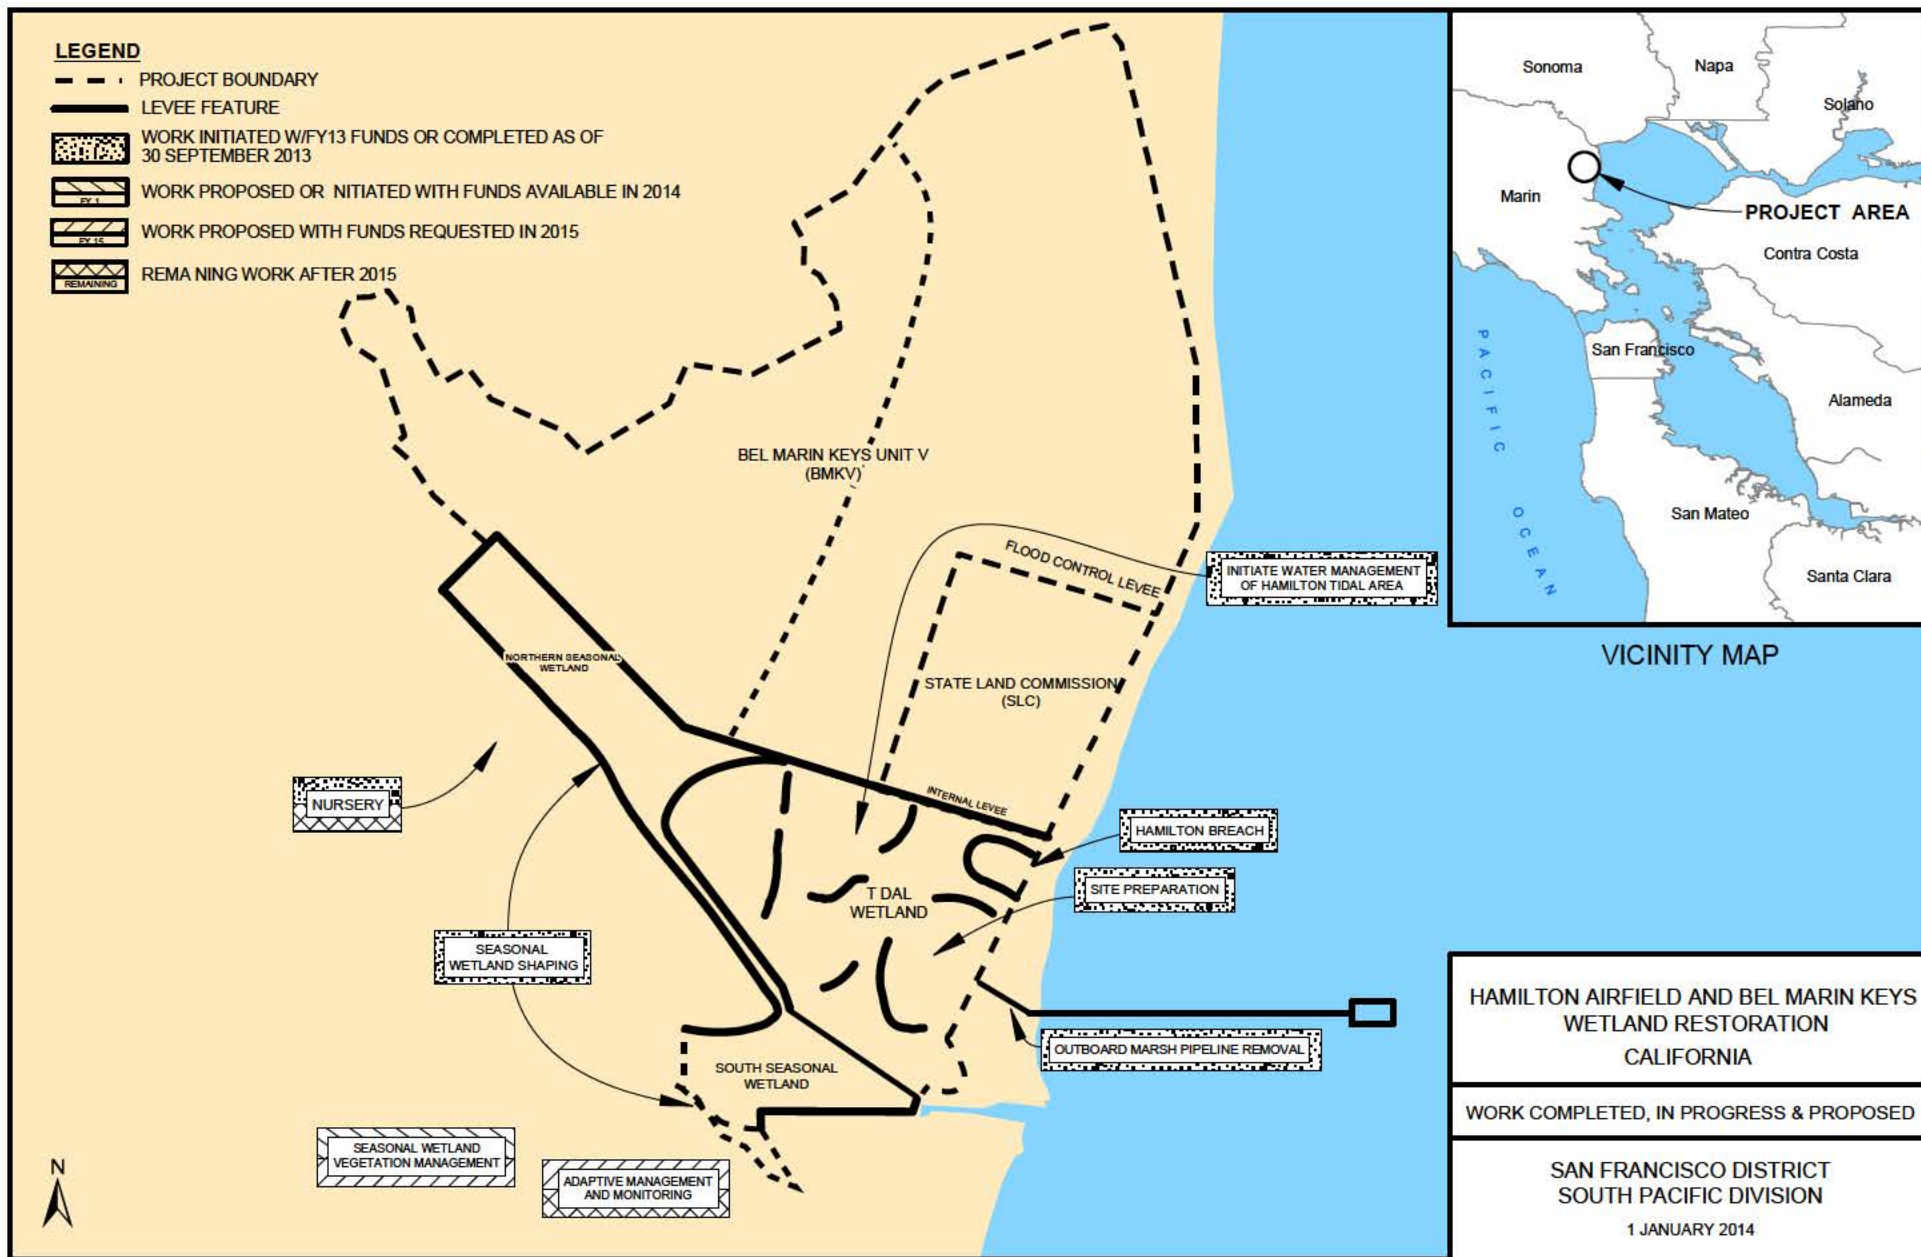 LEGEND
PROJECT BOUNDARY
LEVEE FEATURE
WORK INITIATED W/FY13 FUNDS OR COMPLETED AS OF
30 SEPTEMBER 2013
FY 1
WORK PROPOSED OR NITIATED WITH FUNDS AVAILABLE IN 2014
FY 15
WORK PROPOSED WITH FUNDS REQUESTED IN 2015
REMAINING
REMA NING WORK AFTER 2015
BEL MARIN KEYS UNIT V
(BMKV)
FLOOD CONTROL LEVEE
INITIATE WATER MANAGEMENT
OF HAMILTON TIDAL AREA
NORTHERN SEASONAL
WETLAND
STATE LAND COMMISSION
(SLC)
INTERNAL LEVEE
NURSERY
HAMILTON BREACH
SITE PREPARATION
T DAL
WETLAND
SEASONAL
WETLAND SHAPING
OUTBOARD MARSH PIPELINE REMOVAL
SOUTH SEASONAL
WETLAND
SEASONAL WETLAND
VEGETATION MANAGEMENT
ADAPTIVE MANAGEMENT
AND MONITORING
N
Sonoma
Napa
Solano
Marin
PROJECT AREA
Contra Costa
San Francisco
PACIFIC OCEAN
Alameda
San Mateo
Santa Clara
VICINITY MAP
HAMILTON AIRFIELD AND BEL MARIN KEYS
WETLAND RESTORATION
CALIFORNIA
WORK COMPLETED, IN PROGRESS & PROPOSED
SAN FRANCISCO DISTRICT
SOUTH PACIFIC DIVISION
1 JANUARY 2014